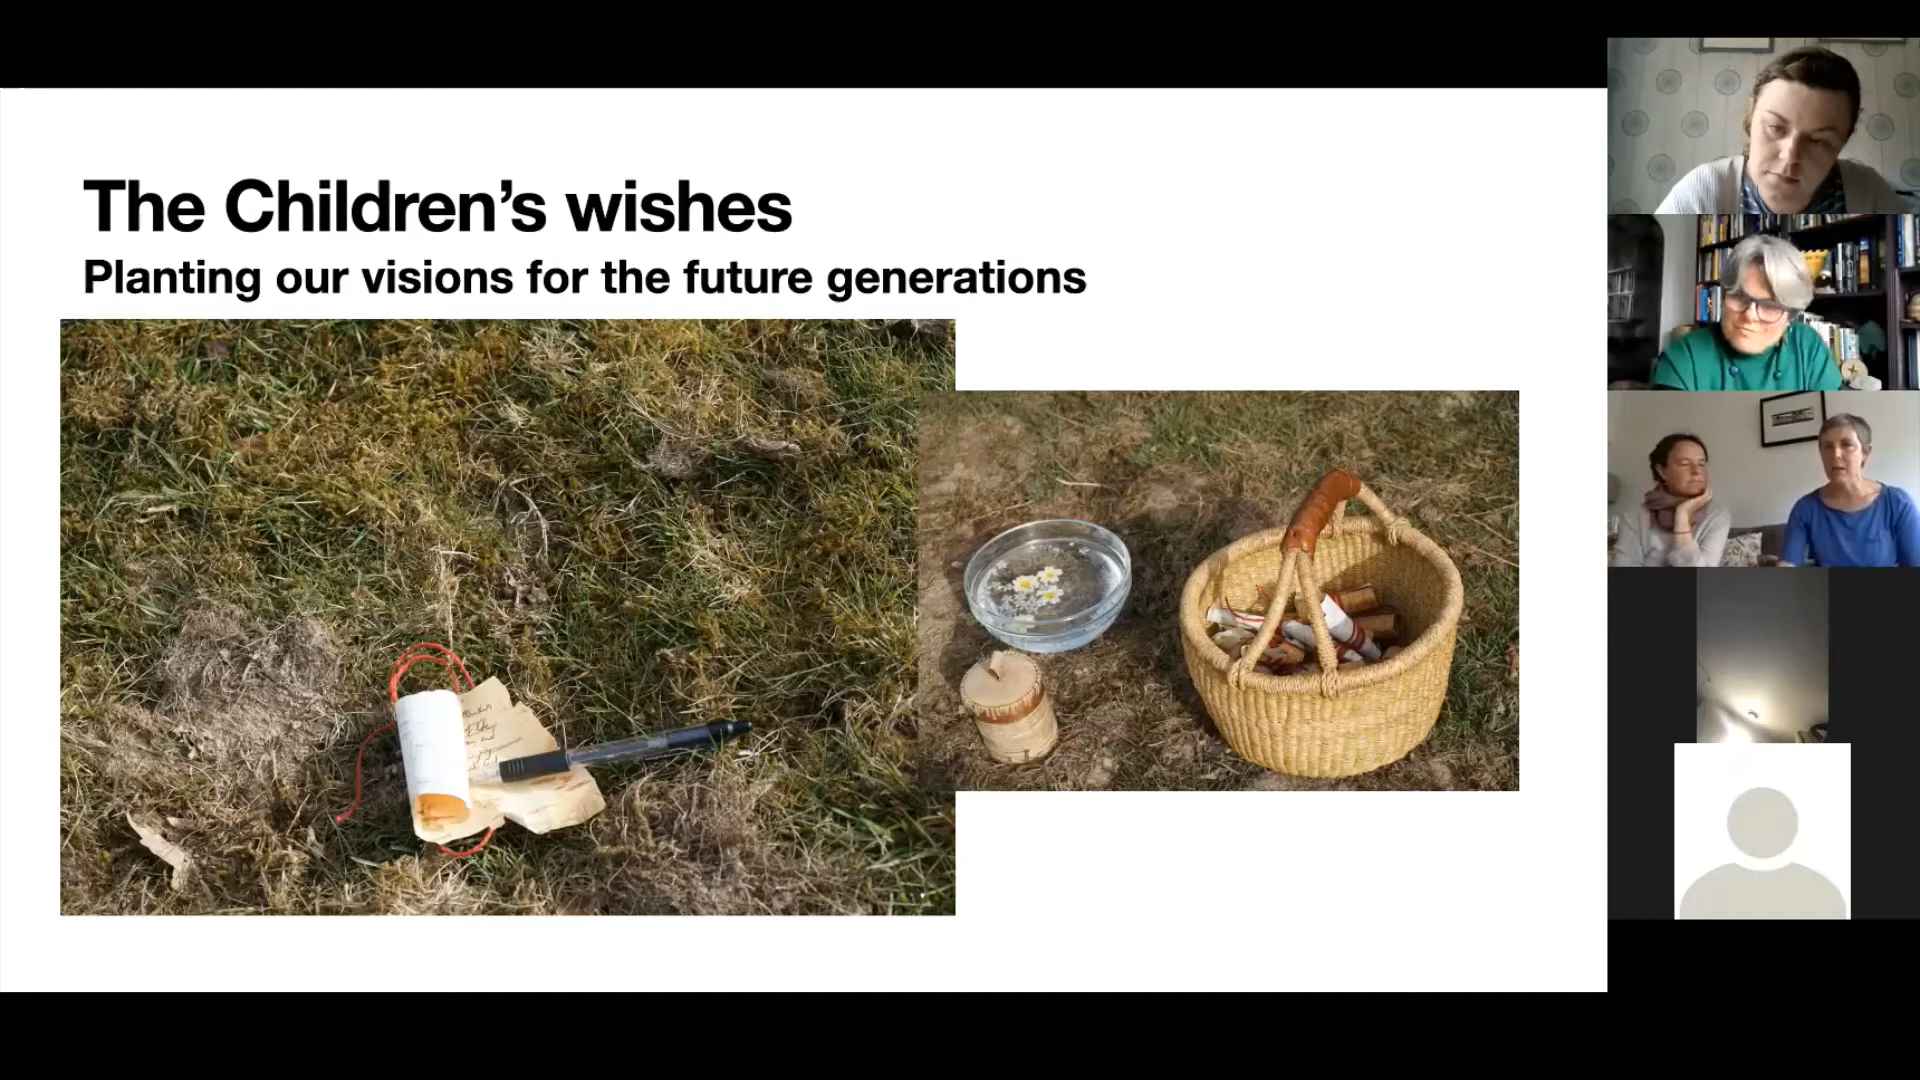 The Children’s wishes
Planting our visions for the future generations